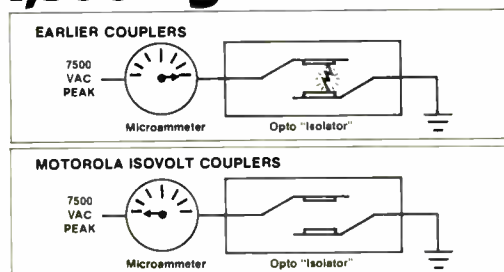 EARLIER COUPLERS
7500
VAC
PEAK
Microammeter
Opto "Isolator"
MOTOROLA ISOVOLT COUPLERS
7500
VAC
PEAK
Microammeter
Opto "Isolator"